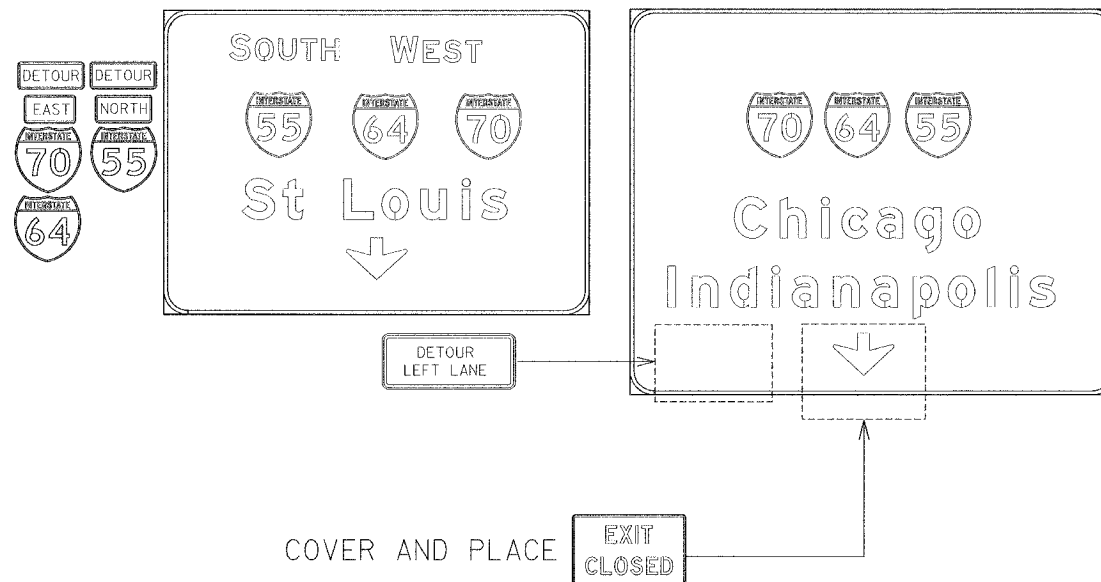 DETOUR DETOUR
EAST NORTH
INTERSTATE 70 INTERSTATE 55
INTERSTATE 64
SOUTH WEST
INTERSTATE 55 INTERSTATE 64 INTERSTATE 70
St Louis
INTERSTATE 70 INTERSTATE 64 INTERSTATE 55
Chicago
Indianapolis
DETOUR
LEFT LANE
COVER AND PLACE
EXIT
CLOSED